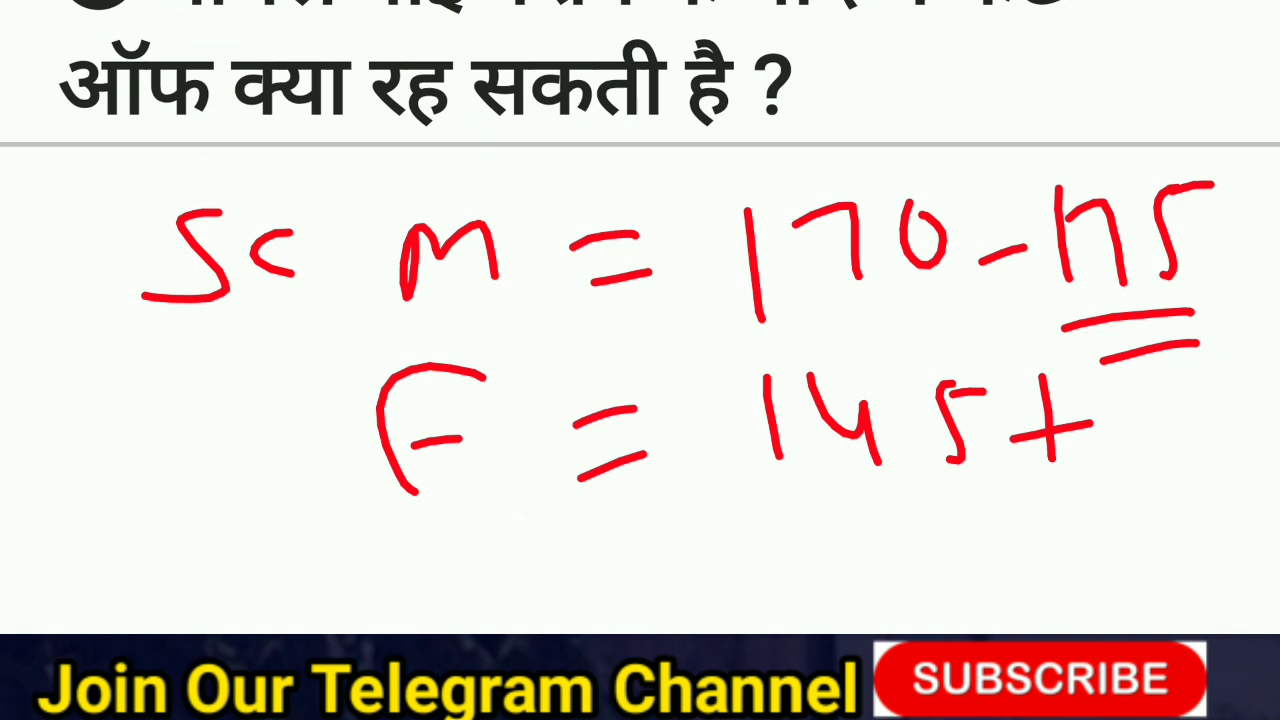 ऑफ क्या रह सकती है ?
SC M = 170-175
F = 145+
Join Our Telegram Channel SUBSCRIBE